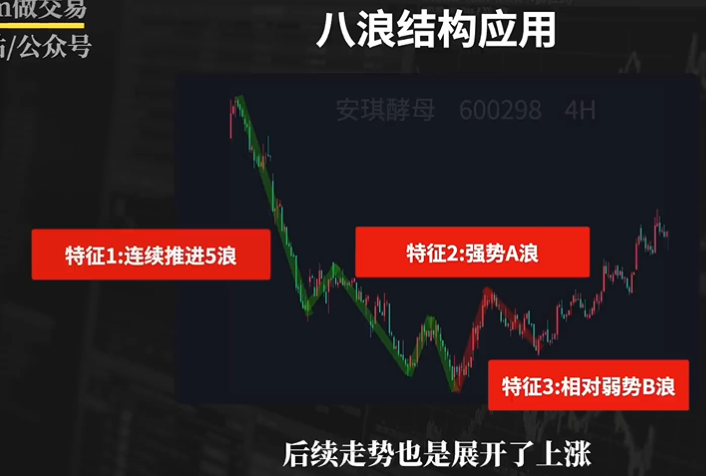 m做交易
站/公众号
八浪结构应用
安琪酵母 600298 4H
特征1:连续推进5浪
特征2:强势A浪
特征3:相对弱势B浪
后续走势也是展开了上涨